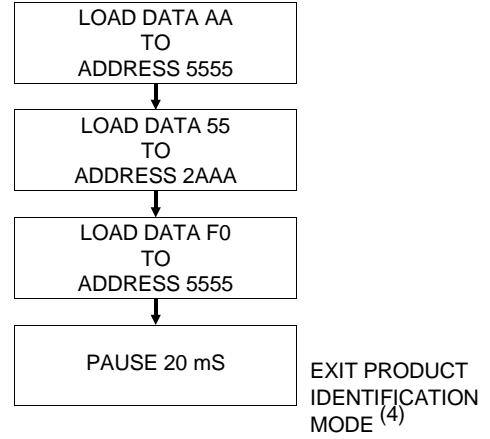 LOAD DATA AA
TO
ADDRESS 5555
LOAD DATA 55
TO
ADDRESS 2AAA
LOAD DATA F0
TO
ADDRESS 5555
PAUSE 20 mS
EXIT PRODUCT
IDENTIFICATION
MODE (4)